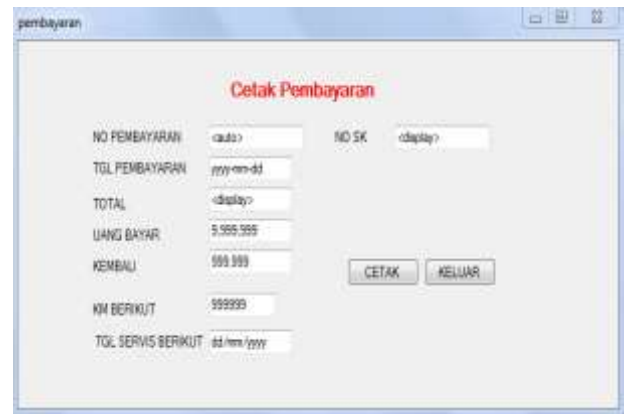 pembayaran
Cetak Pembayaran
NO PEMBAYARAN <auto> NO SK <display>
TGL PEMBAYARAN yyyy-mm-dd
TOTAL <display>
UANG BAYAR 9.999.999
KEMBALI 999.999
CETAK KELUAR
KM BERIKUT 999999
TGL SERVIS BERIKUT dd/mm/yyyy